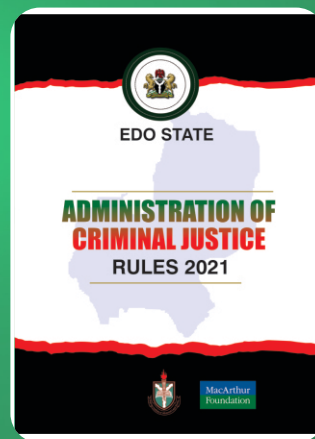 EDO STATE
ADMINISTRATION OF
CRIMINAL JUSTICE
RULES 2021
MacArthur
Foundation